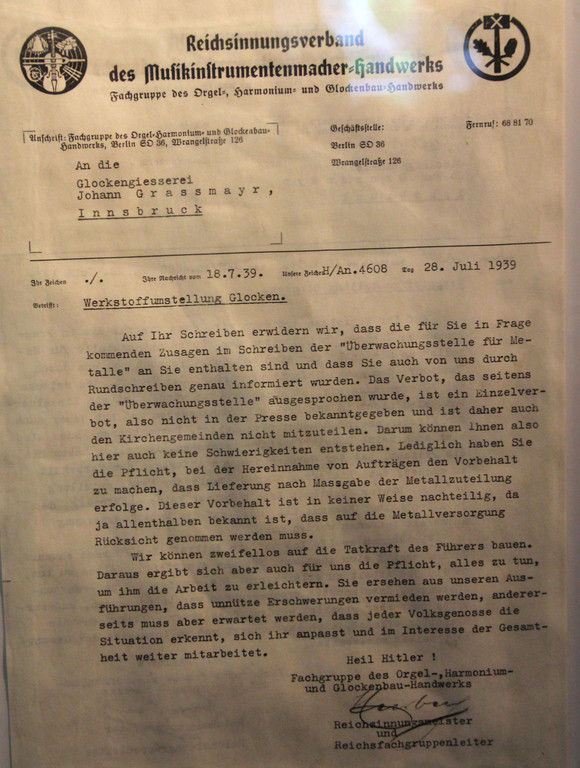 Reichsinnungsverband
des Musikinstrumentenmacher-Handwerks
Fachgruppe des Orgel-, Harmonium- und Glockenbau-Handwerks
Anschrift: Fachgruppe des Orgel-Harmonium- und Glockenbau-
Handwerks, Berlin SO 36, Wrangelstraße 126
Geschäftsstelle:
Berlin SO 36
Wrangelstraße 126
Fernruf: 68 81 70
An die
Glockengiesserei
Johann G r a s s m a y r ,
I n n s b r u c k
Ihr Zeichen ./. Ihre Nachricht vom 18.7.39. Unsere Zeichen H/An.4608 Tag 28. Juli 1939
Betrifft: Werkstoffumstellung Glocken.
Auf Ihr Schreiben erwidern wir, dass die für Sie in Frage
kommenden Zusagen im Schreiben der "Überwachungsstelle für Me-
talle" an Sie enthalten sind und dass Sie auch von uns durch
Rundschreiben genau informiert wurden. Das Verbot, das seitens
der "Überwachungsstelle" ausgesprochen wurde, ist ein Einzelver-
bot, also nicht in der Presse bekanntgegeben und ist daher auch
den Kirchengemeinden nicht mitzuteilen. Darum können Ihnen also
hier auch keine Schwierigkeiten entstehen. Lediglich haben Sie
die Pflicht, bei der Hereinnahme von Aufträgen den Vorbehalt
zu machen, dass Lieferung nach Massgabe der Metallzuteilung
erfolge. Dieser Vorbehalt ist in keiner Weise nachteilig, da
ja allenthalben bekannt ist, dass auf die Metallversorgung
Rücksicht genommen werden muss.
Wir können zweifellos auf die Tatkraft des Führers bauen.
Daraus ergibt sich aber auch für uns die Pflicht, alles zu tun,
um ihm die Arbeit zu erleichtern. Sie ersehen aus unseren Aus-
führungen, dass unnütze Erschwerungen vermieden werden, anderer-
seits muss aber erwartet werden, dass jeder Volksgenosse die
Situation erkennt, sich ihr anpasst und im Interesse der Gesamt-
heit weiter mitarbeitet.
Heil Hitler !
Fachgruppe des Orgel-,Harmonium-
und Glockenbau-Handwerks
Reichsinnungsmeister
und
Reichsfachgruppenleiter